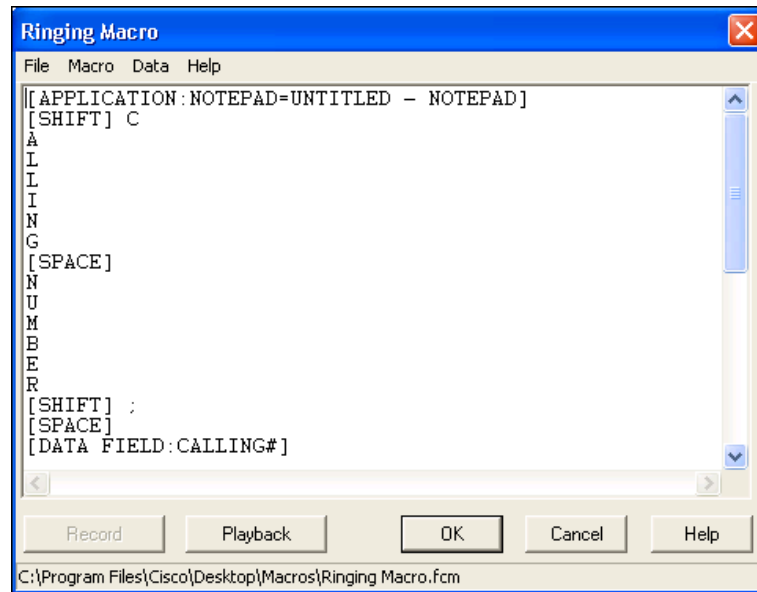 Ringing Macro
File Macro Data Help
[APPLICATION:NOTEPAD=UNTITLED – NOTEPAD]
[SHIFT] C
A
L
L
I
N
G
[SPACE]
N
U
M
B
E
R
[SHIFT] ;
[SPACE]
[DATA FIELD:CALLING#]
Record Playback OK Cancel Help
C:\Program Files\Cisco\Desktop\Macros\Ringing Macro.fcm